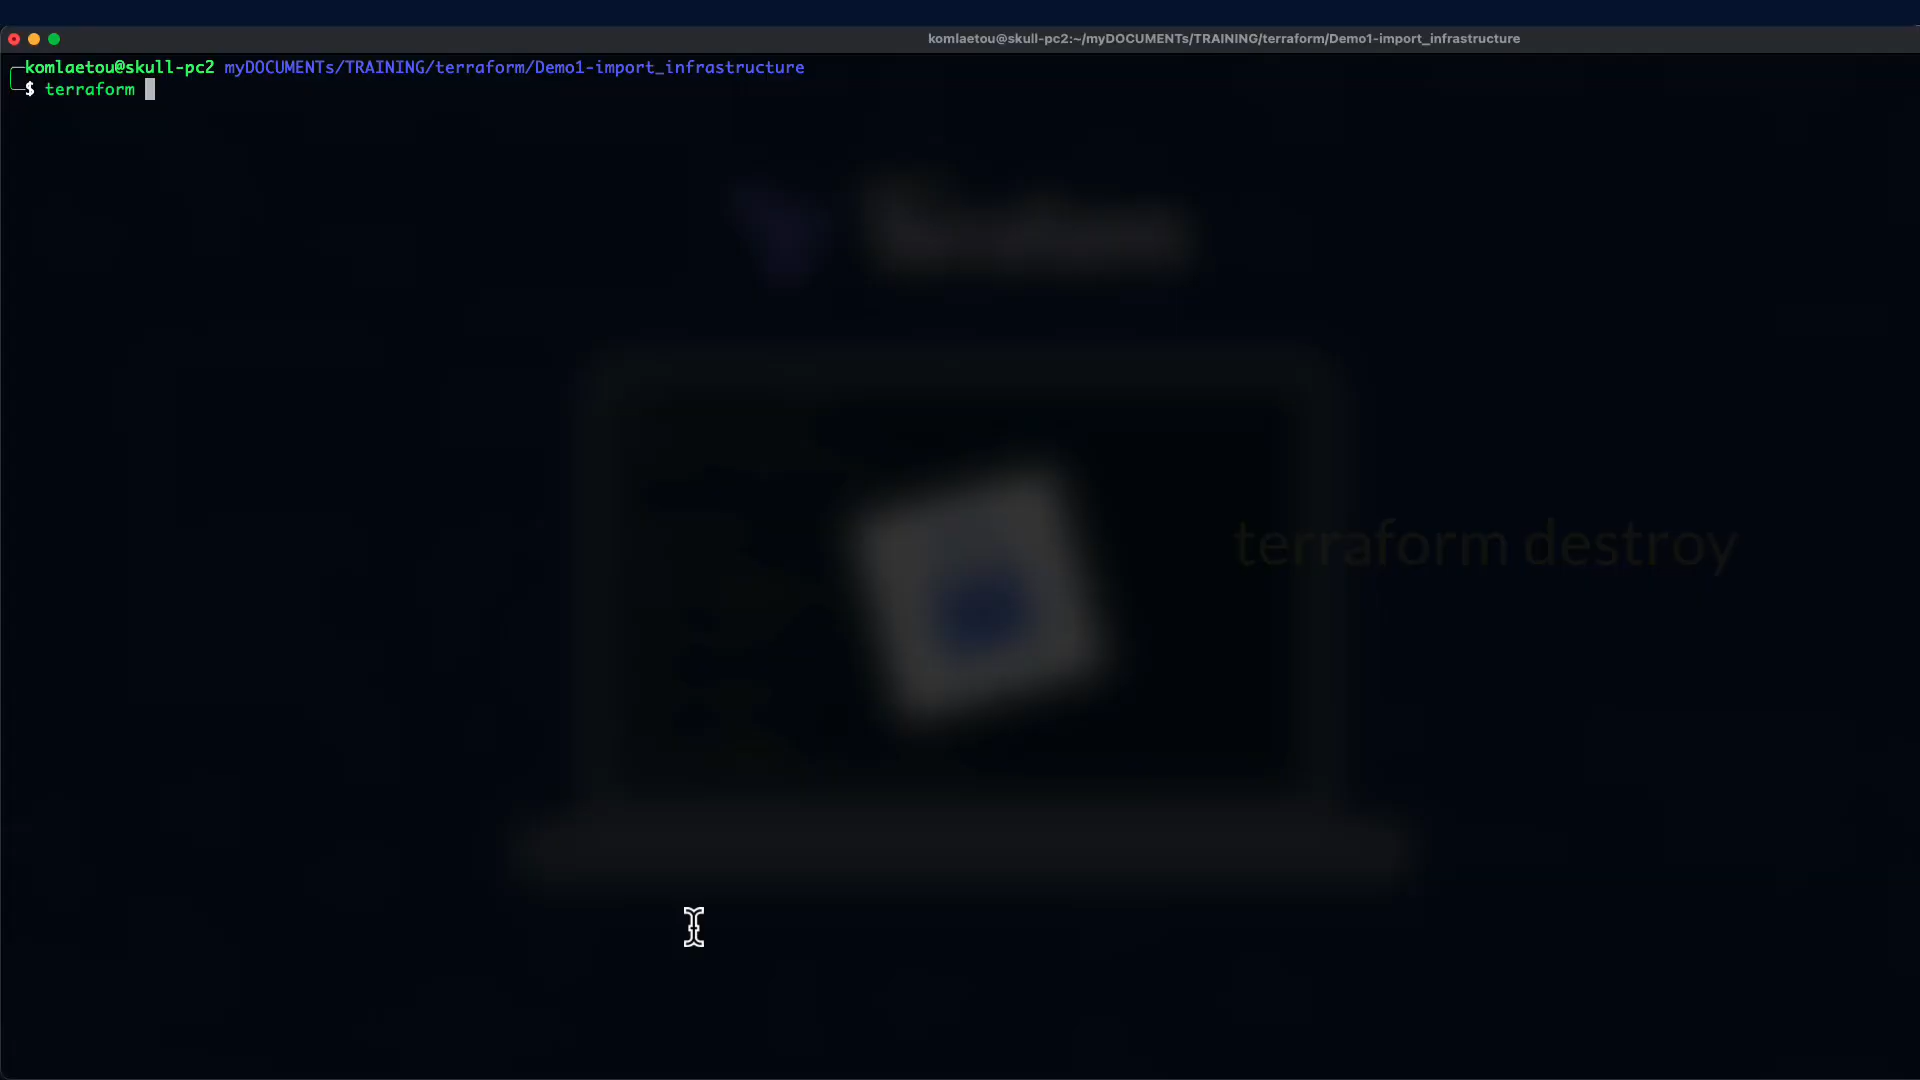 komlaetou@skull-pc2:~/myDOCUMENTs/TRAINING/terraform/Demo1-import_infrastructure
komlaetou@skull-pc2 myDOCUMENTs/TRAINING/terraform/Demo1-import_infrastructure
$ terraform
terraform destroy